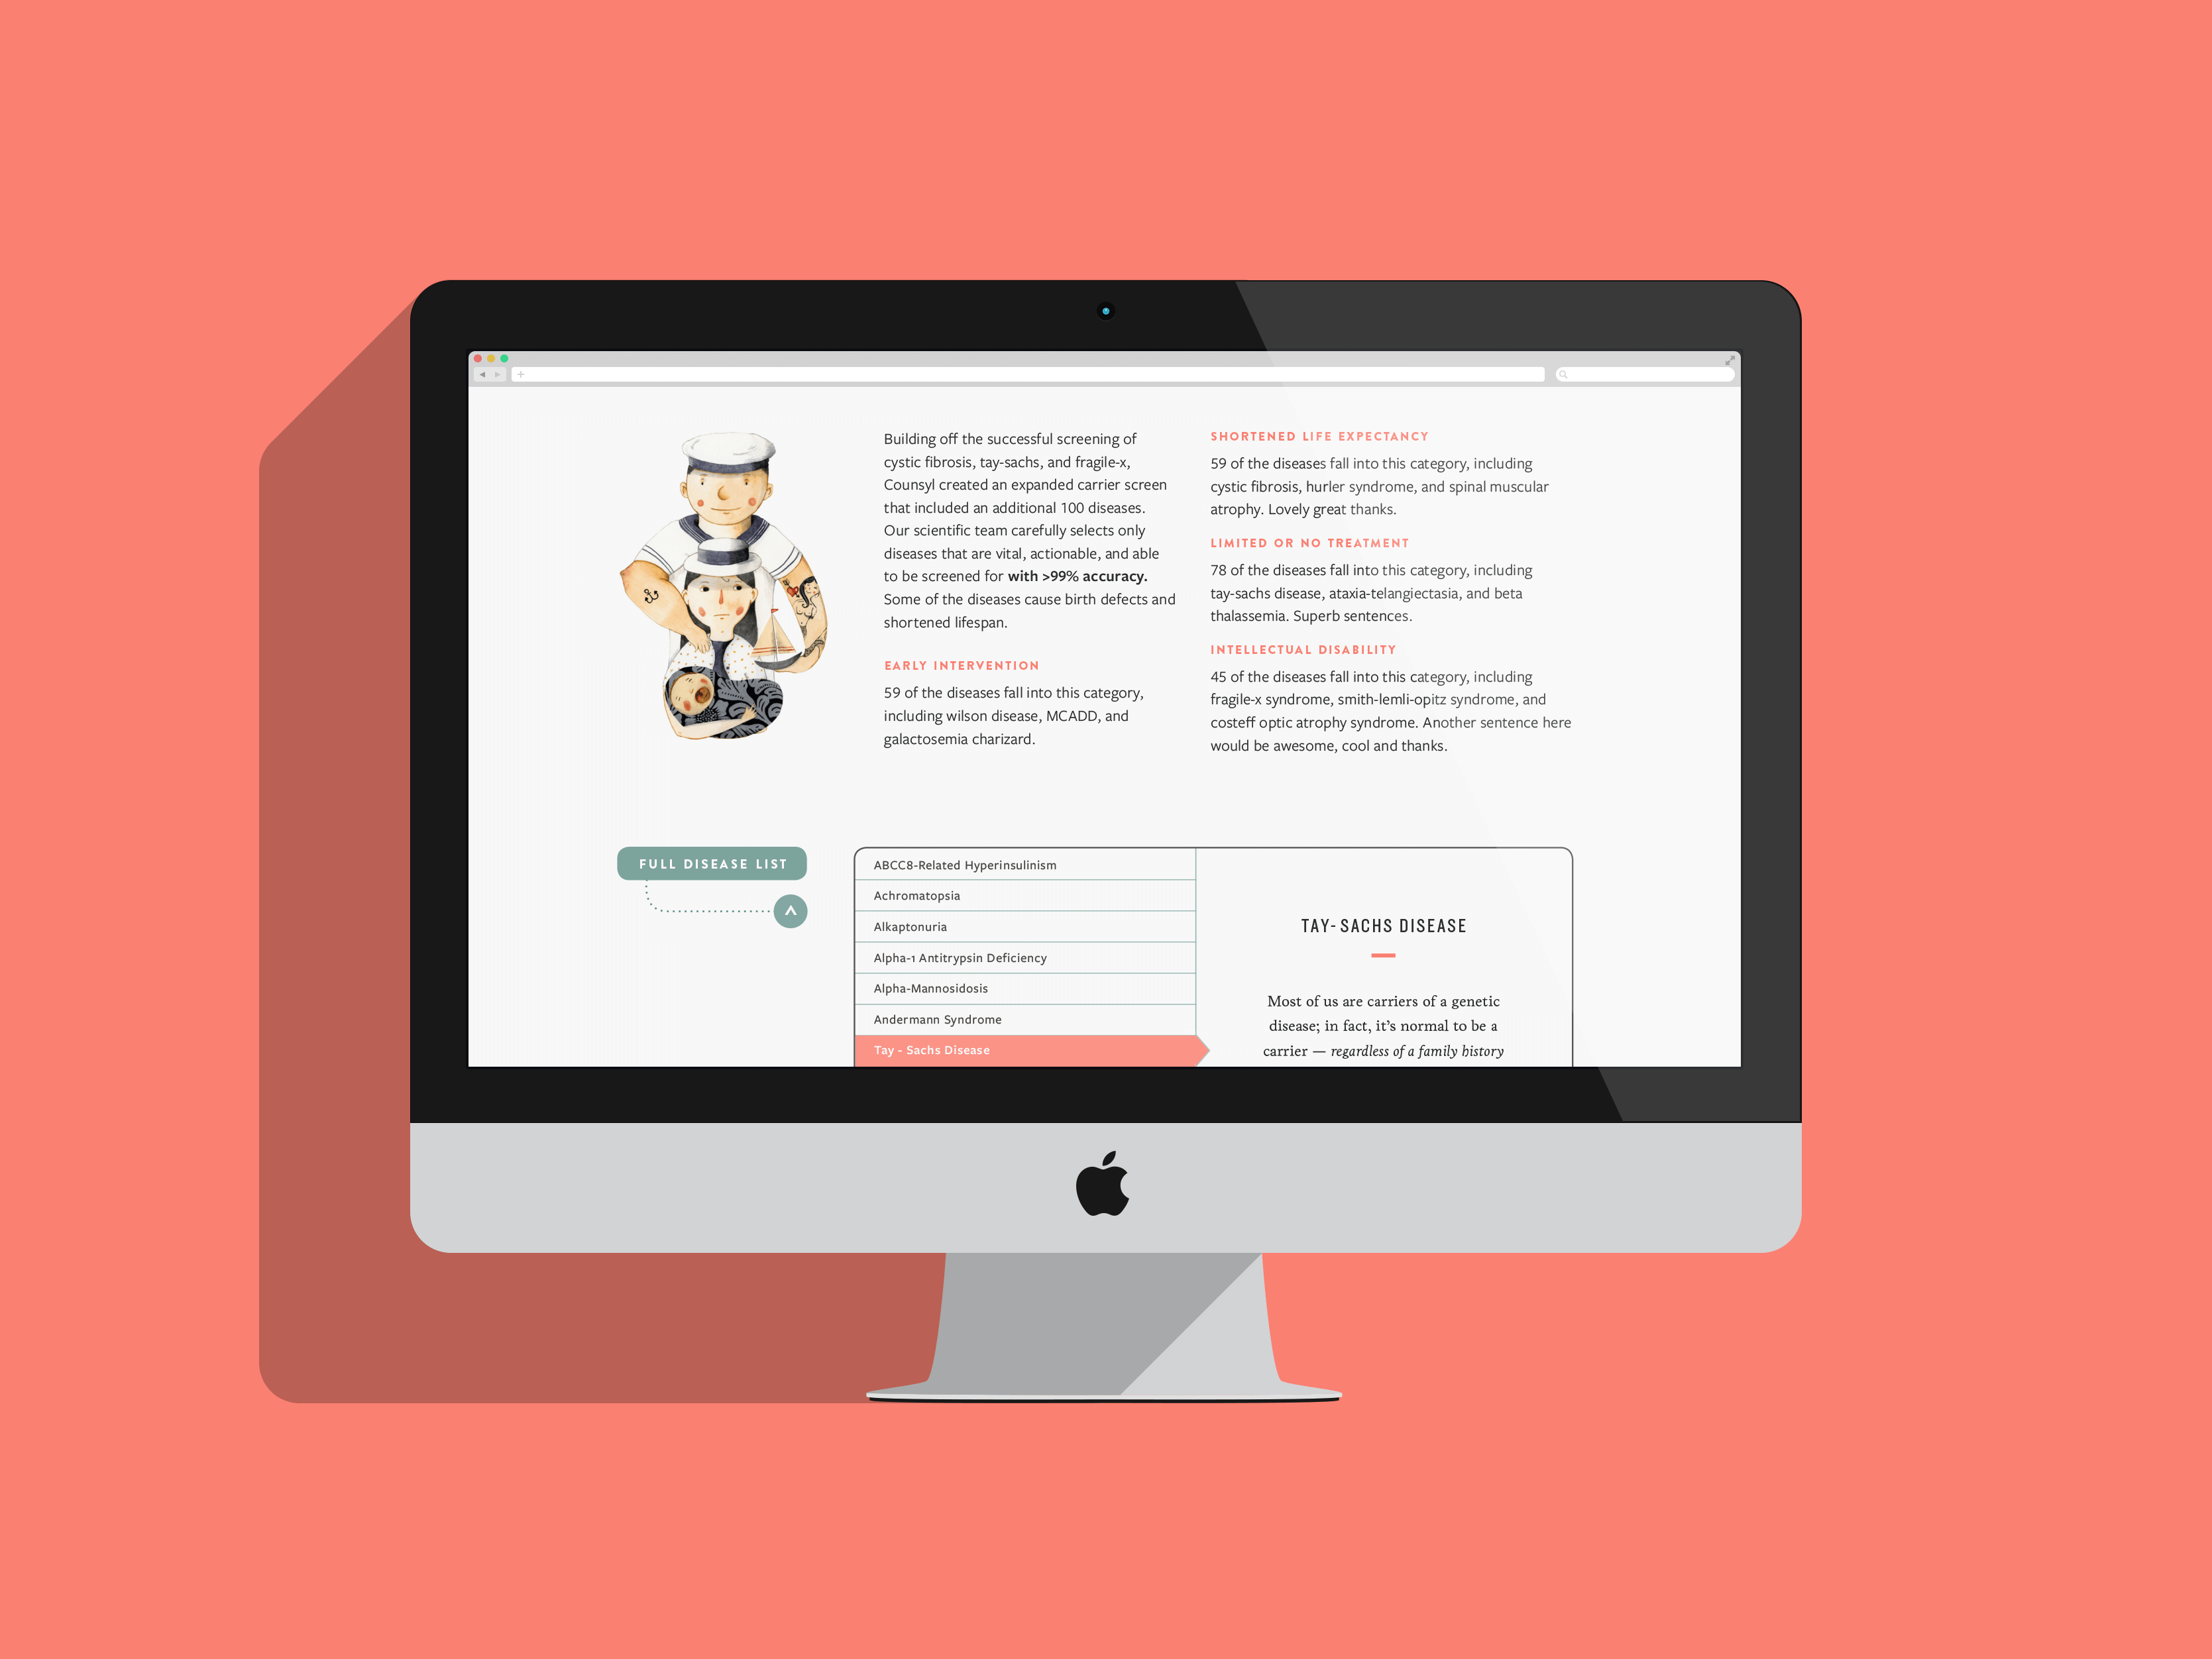 Building off the successful screening of
cystic fibrosis, tay-sachs, and fragile-x,
Counsyl created an expanded carrier screen
that included an additional 100 diseases.
Our scientific team carefully selects only
diseases that are vital, actionable, and able
to be screened for with >99% accuracy.
Some of the diseases cause birth defects and
shortened lifespan.
EARLY INTERVENTION
59 of the diseases fall into this category,
including wilson disease, MCADD, and
galactosemia charizard.
SHORTENED LIFE EXPECTANCY
59 of the diseases fall into this category, including
cystic fibrosis, hurler syndrome, and spinal muscular
atrophy. Lovely great thanks.
LIMITED OR NO TREATMENT
78 of the diseases fall into this category, including
tay-sachs disease, ataxia-telangiectasia, and beta
thalassemia. Superb sentences.
INTELLECTUAL DISABILITY
45 of the diseases fall into this category, including
fragile-x syndrome, smith-lemli-opitz syndrome, and
costeff optic atrophy syndrome. Another sentence here
would be awesome, cool and thanks.
FULL DISEASE LIST
ABCC8-Related Hyperinsulinism
Achromatopsia
Alkaptonuria
Alpha-1 Antitrypsin Deficiency
Alpha-Mannosidosis
Andermann Syndrome
Tay - Sachs Disease
TAY-SACHS DISEASE
Most of us are carriers of a genetic
disease; in fact, it's normal to be a
carrier — regardless of a family history